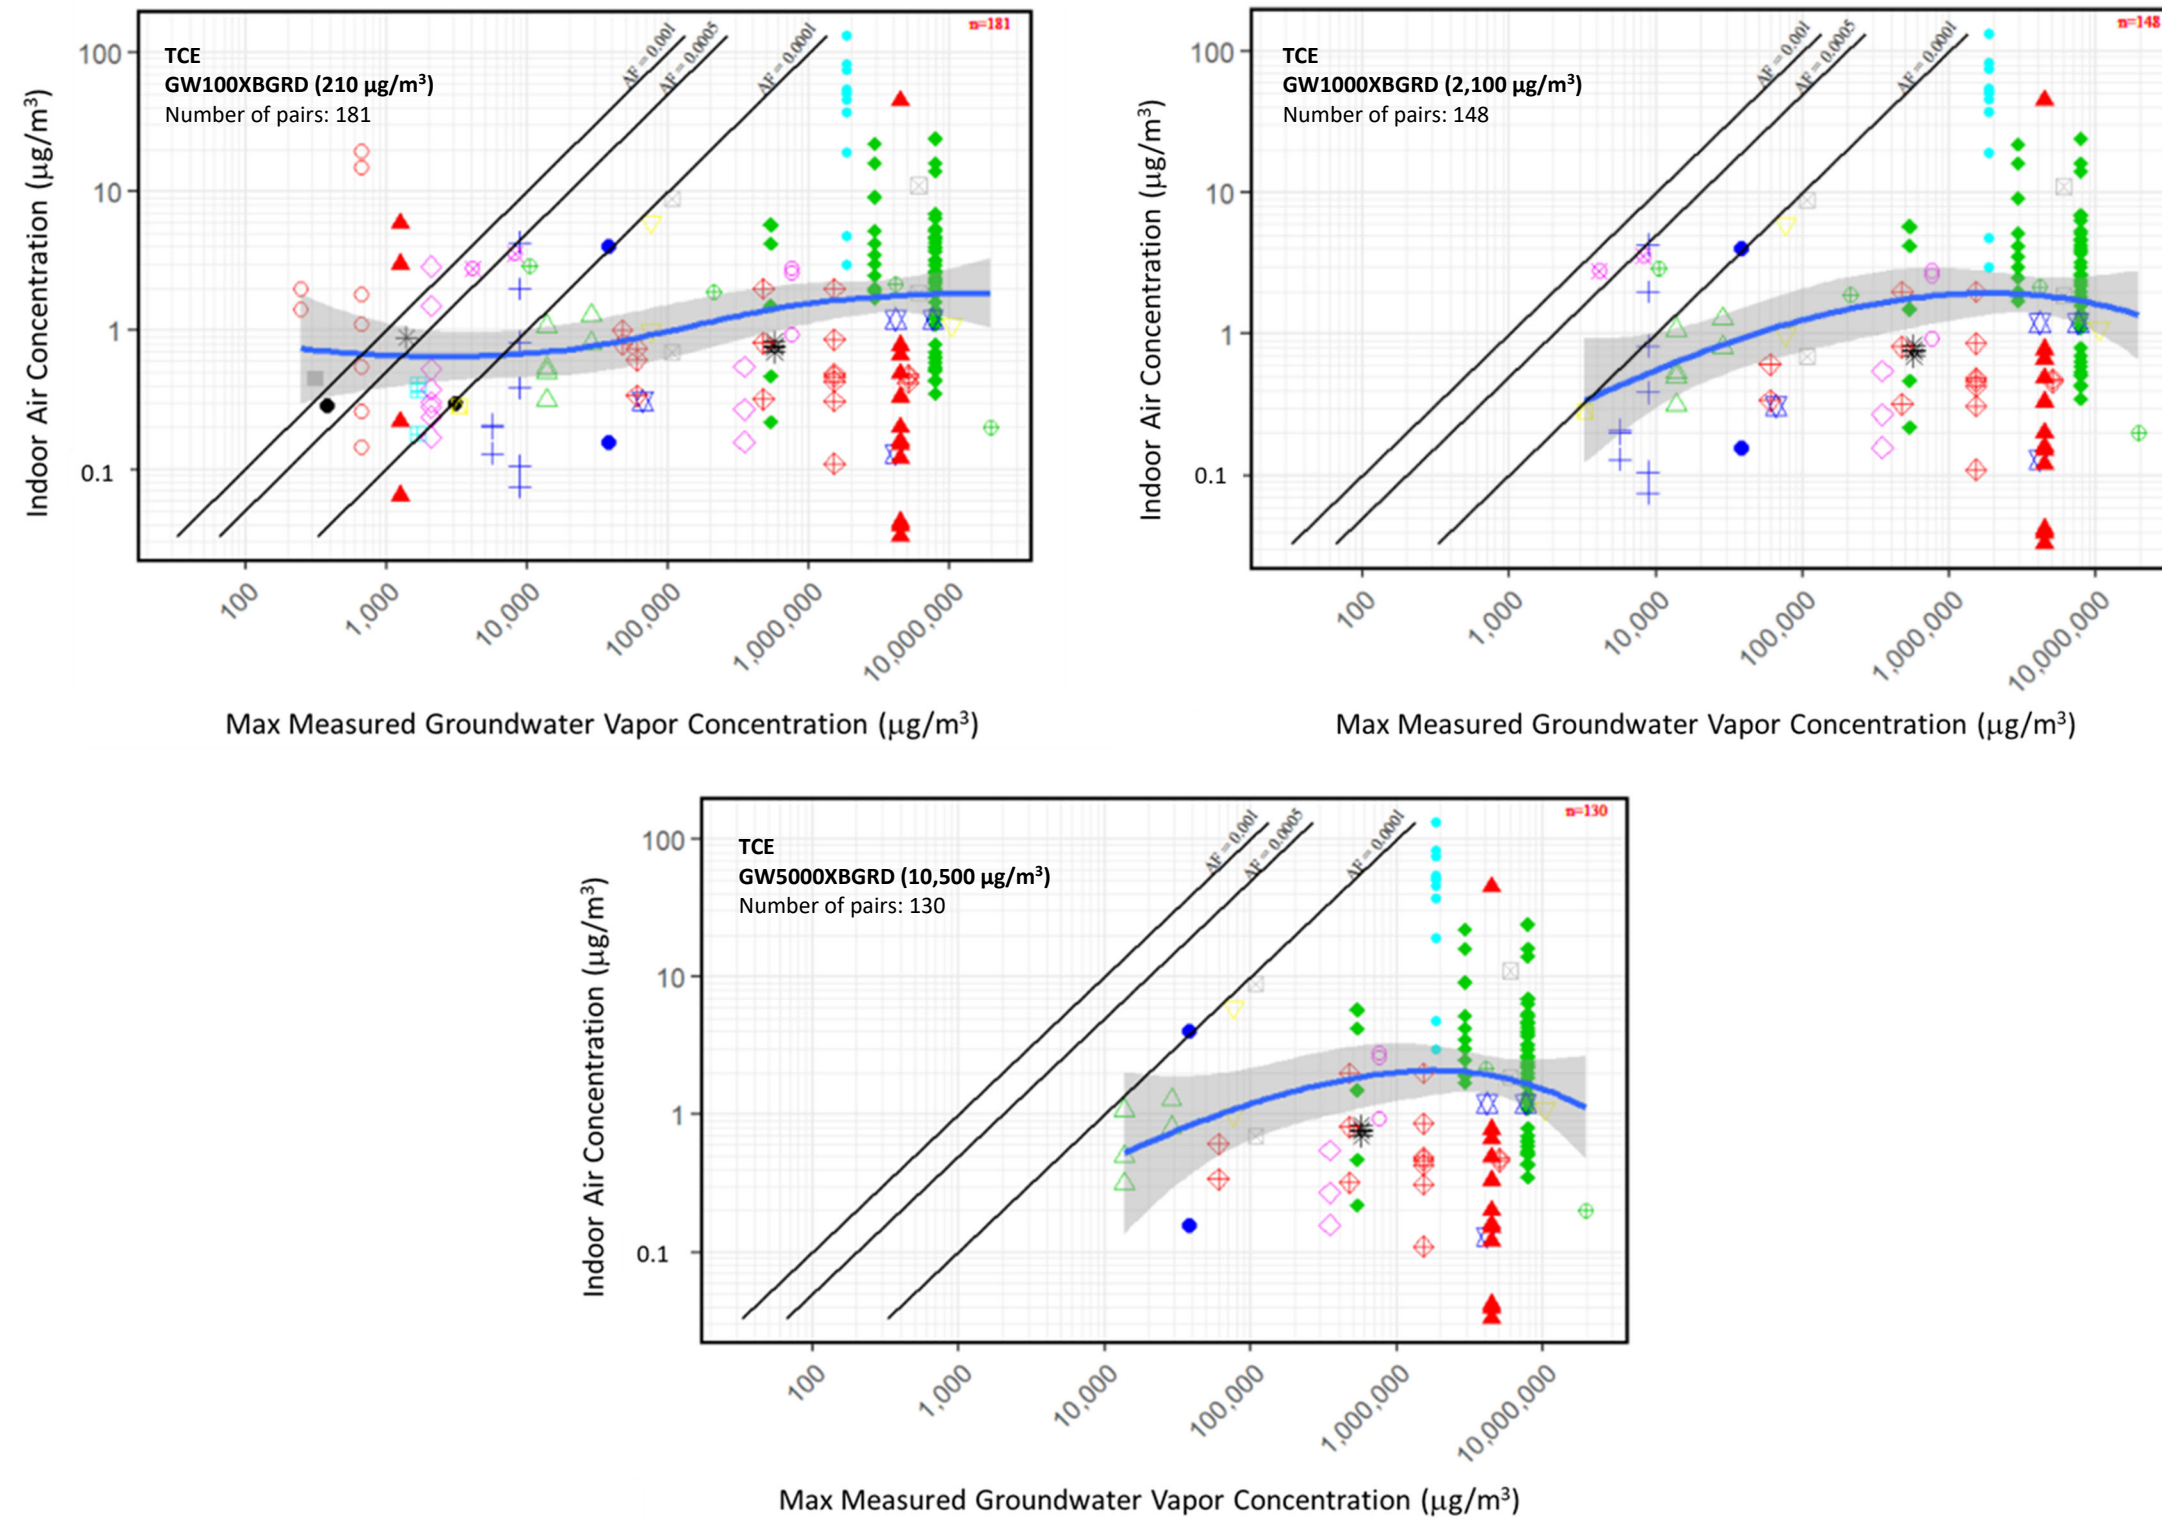 n=181
TCE
GW100XBGRD (210 µg/m³)
Number of pairs: 181
AF = 0.001
AF = 0.0005
AF = 0.0001
Indoor Air Concentration (µg/m³)
100
10
1
0.1
100
1,000
10,000
100,000
1,000,000
10,000,000
Max Measured Groundwater Vapor Concentration (µg/m³)
n=148
TCE
GW1000XBGRD (2,100 µg/m³)
Number of pairs: 148
AF = 0.001
AF = 0.0005
AF = 0.0001
Indoor Air Concentration (µg/m³)
100
10
1
0.1
100
1,000
10,000
100,000
1,000,000
10,000,000
Max Measured Groundwater Vapor Concentration (µg/m³)
n=130
TCE
GW5000XBGRD (10,500 µg/m³)
Number of pairs: 130
AF = 0.001
AF = 0.0005
AF = 0.0001
Indoor Air Concentration (µg/m³)
100
10
1
0.1
100
1,000
10,000
100,000
1,000,000
10,000,000
Max Measured Groundwater Vapor Concentration (µg/m³)